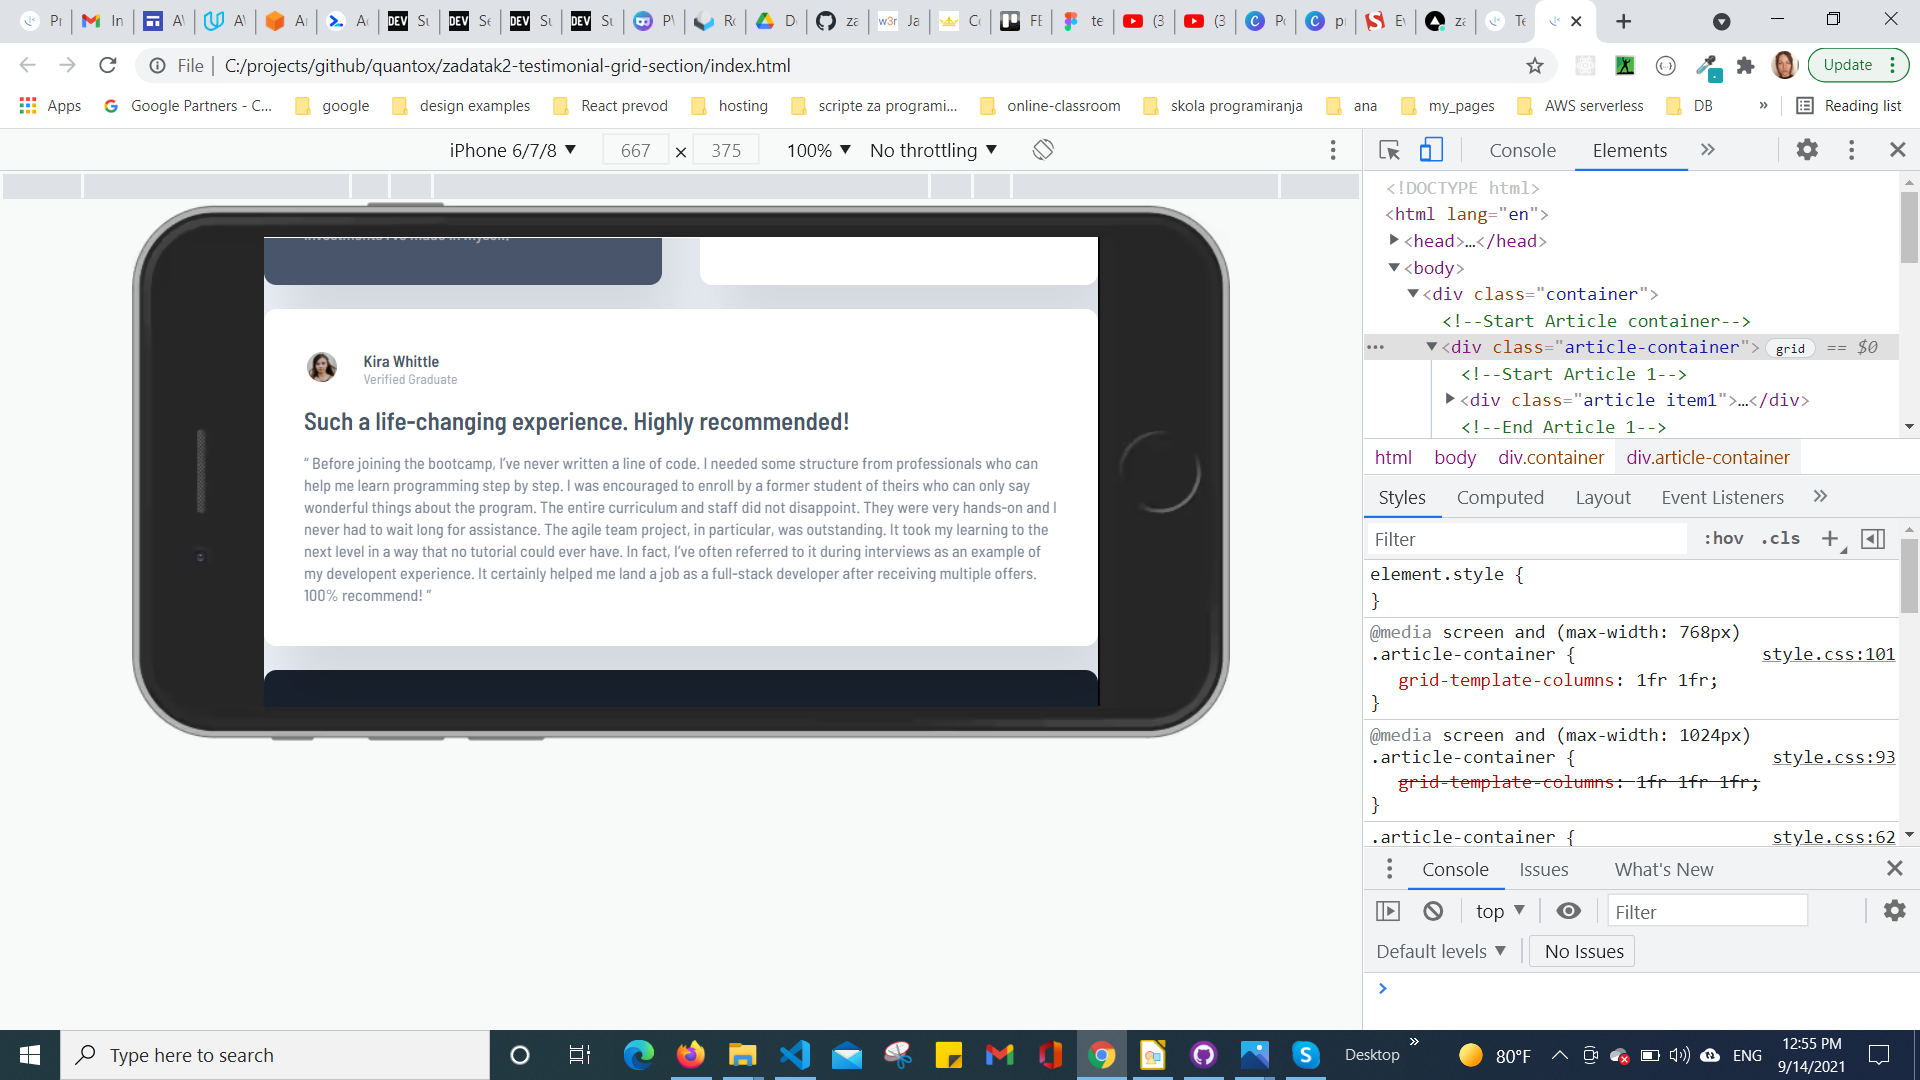 Pr
In
A\
A\
Ai
Ac
Su
Se
Su
Su
PV
Ro
D
za
Ja
Co
FE
te
(3
(3
Po
pr
Ev
za
Te
File
C:/projects/github/quantox/zadatak2-testimonial-grid-section/index.html
Update
Apps
Google Partners - C...
google
design examples
React prevod
hosting
scripte za programi...
online-classroom
skola programiranja
ana
my_pages
AWS serverless
DB
»
Reading list
iPhone 6/7/8 ▼
667 × 375
100% ▼
No throttling ▼
Console
Elements
»
Kira Whittle
Verified Graduate
Such a life-changing experience. Highly recommended!
“ Before joining the bootcamp, I’ve never written a line of code. I needed some structure from professionals who can
help me learn programming step by step. I was encouraged to enroll by a former student of theirs who can only say
wonderful things about the program. The entire curriculum and staff did not disappoint. They were very hands-on and I
never had to wait long for assistance. The agile team project, in particular, was outstanding. It took my learning to the
next level in a way that no tutorial could ever have. In fact, I’ve often referred to it during interviews as an example of
my developent experience. It certainly helped me land a job as a full-stack developer after receiving multiple offers.
100% recommend! ”
<!DOCTYPE html>
<html lang="en">
▶<head>…</head>
▼<body>
▼<div class="container">
<!--Start Article container-->
… ▼<div class="article-container"> grid == $0
<!--Start Article 1-->
▶<div class="article item1">…</div>
<!--End Article 1-->
html body div.container div.article-container
Styles Computed Layout Event Listeners »
Filter :hov .cls +
element.style {
}
@media screen and (max-width: 768px)
.article-container { style.css:101
grid-template-columns: 1fr 1fr;
}
@media screen and (max-width: 1024px)
.article-container { style.css:93
grid-template-columns: 1fr 1fr 1fr;
}
.article-container { style.css:62
Console Issues What's New
top ▼ Filter
Default levels ▼ No Issues
>
Type here to search
Desktop »
80°F
ENG
12:55 PM
9/14/2021